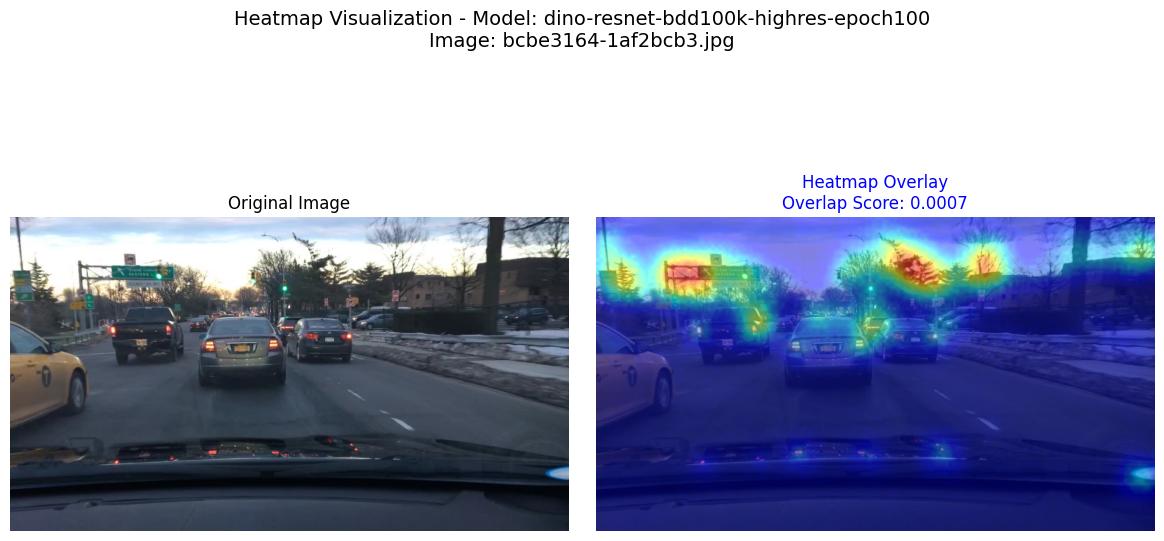 Heatmap Visualization - Model: dino-resnet-bdd100k-highres-epoch100
Image: bcbe3164-1af2bcb3.jpg
Original Image
Heatmap Overlay
Overlap Score: 0.0007